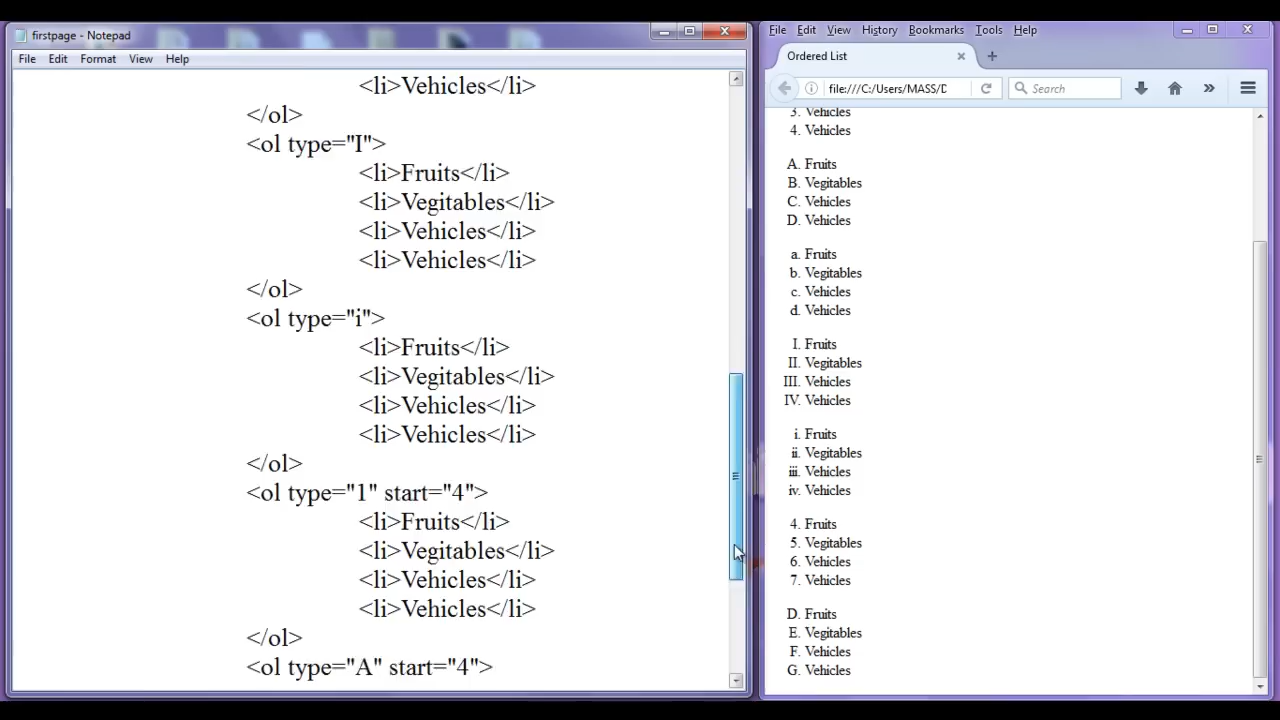 firstpage - Notepad
File Edit Format View Help
<li>Vehicles</li>
</ol>
<ol type="I">
<li>Fruits</li>
<li>Vegitables</li>
<li>Vehicles</li>
<li>Vehicles</li>
</ol>
<ol type="i">
<li>Fruits</li>
<li>Vegitables</li>
<li>Vehicles</li>
<li>Vehicles</li>
</ol>
<ol type="1" start="4">
<li>Fruits</li>
<li>Vegitables</li>
<li>Vehicles</li>
<li>Vehicles</li>
</ol>
<ol type="A" start="4">
File Edit View History Bookmarks Tools Help
Ordered List
file:///C:/Users/MASS/D
Search
3. Vehicles
4. Vehicles
A. Fruits
B. Vegitables
C. Vehicles
D. Vehicles
a. Fruits
b. Vegitables
c. Vehicles
d. Vehicles
I. Fruits
II. Vegitables
III. Vehicles
IV. Vehicles
i. Fruits
ii. Vegitables
iii. Vehicles
iv. Vehicles
4. Fruits
5. Vegitables
6. Vehicles
7. Vehicles
D. Fruits
E. Vegitables
F. Vehicles
G. Vehicles